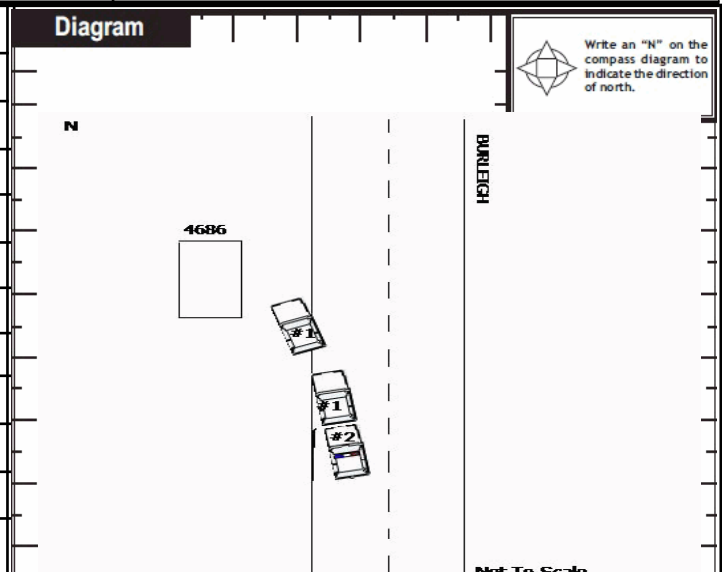 Diagram
Write an “N” on the
compass diagram to
indicate the direction
of north.
N
BURLEIGH
4686
#1
#1
#2
Not To Scale